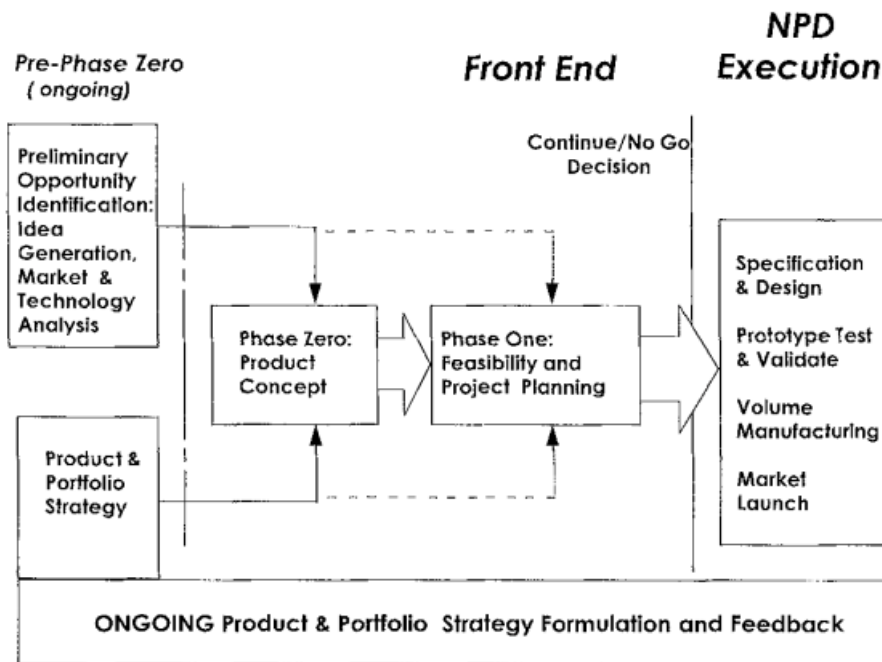 Pre-Phase Zero
( ongoing)
Front End
NPD
Execution
Preliminary
Opportunity
Identification:
Idea
Generation,
Market &
Technology
Analysis
Continue/No Go
Decision
Phase Zero:
Product
Concept
Phase One:
Feasibility and
Project Planning
Specification
& Design
Prototype Test
& Validate
Volume
Manufacturing
Market
Launch
Product &
Portfolio
Strategy
ONGOING Product & Portfolio Strategy Formulation and Feedback